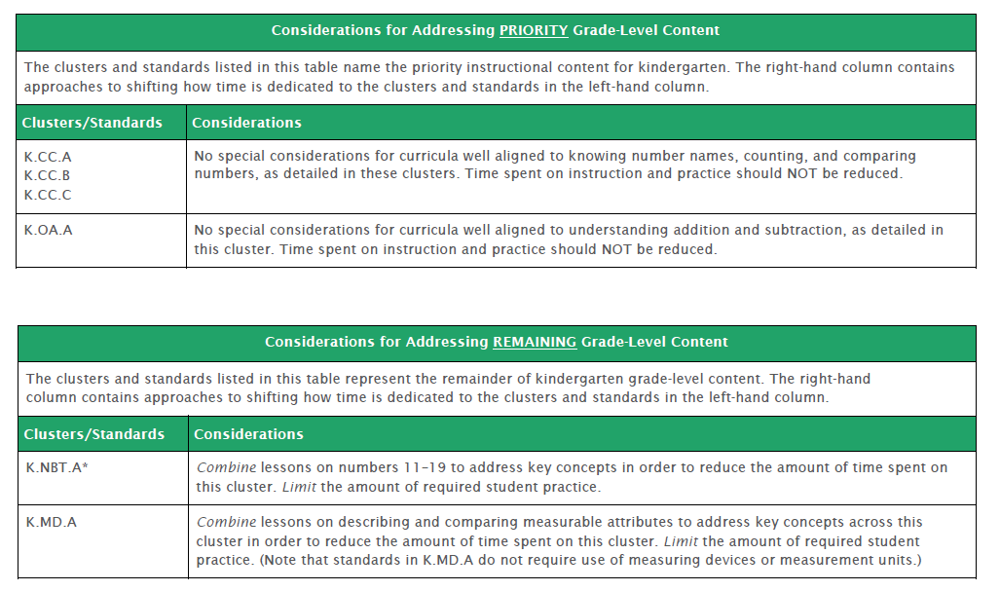 Considerations for Addressing PRIORITY Grade-Level Content
The clusters and standards listed in this table name the priority instructional content for kindergarten. The right-hand column contains
approaches to shifting how time is dedicated to the clusters and standards in the left-hand column.
Clusters/Standards Considerations
K.CC.A
K.CC.B
K.CC.C
No special considerations for curricula well aligned to knowing number names, counting, and comparing
numbers, as detailed in these clusters. Time spent on instruction and practice should NOT be reduced.
K.OA.A
No special considerations for curricula well aligned to understanding addition and subtraction, as detailed in
this cluster. Time spent on instruction and practice should NOT be reduced.
Considerations for Addressing REMAINING Grade-Level Content
The clusters and standards listed in this table represent the remainder of kindergarten grade-level content. The right-hand
column contains approaches to shifting how time is dedicated to the clusters and standards in the left-hand column.
Clusters/Standards Considerations
K.NBT.A*
Combine lessons on numbers 11–19 to address key concepts in order to reduce the amount of time spent on
this cluster. Limit the amount of required student practice.
K.MD.A
Combine lessons on describing and comparing measurable attributes to address key concepts across this
cluster in order to reduce the amount of time spent on this cluster. Limit the amount of required student
practice. (Note that standards in K.MD.A do not require use of measuring devices or measurement units.)